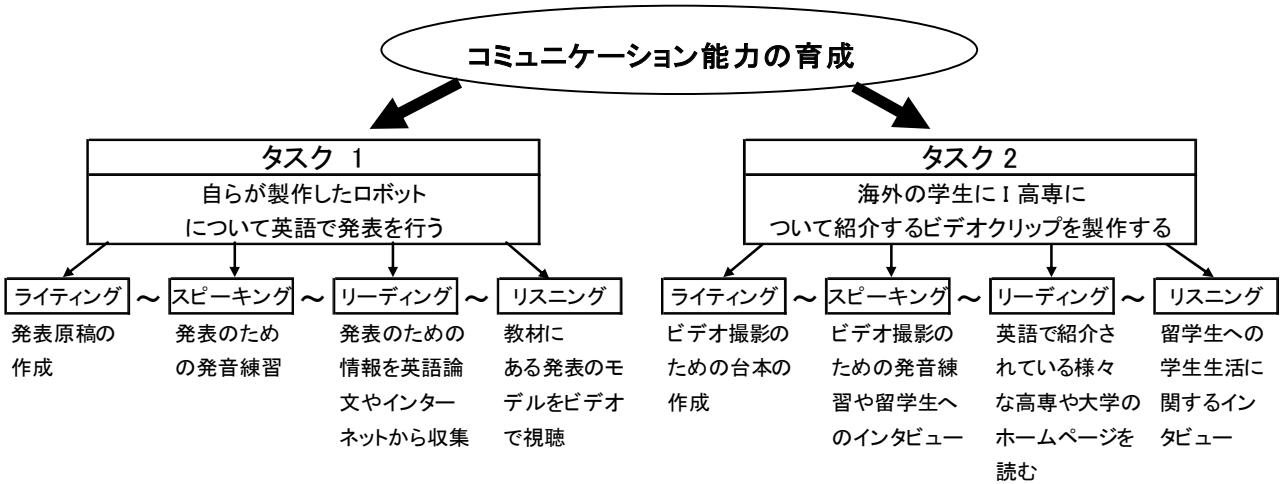 コミュニケーション能力の育成
タスク 1
自らが製作したロボット
について英語で発表を行う
タスク 2
海外の学生に I 高専に
ついて紹介するビデオクリップを製作する
ライティング ～ スピーキング ～ リーディング ～ リスニング
発表原稿の
作成
発表のため
の発音練習
発表のための
情報を英語論
文やインター
ネットから収集
教材に
ある発表のモ
デルをビデオ
で視聴
ライティング ～ スピーキング ～ リーディング ～ リスニング
ビデオ撮影の
ための台本の
作成
ビデオ撮影の
ための発音練
習や留学生へ
のインタビュー
英語で紹介さ
れている様々
な高専や大学の
ホームページを
読む
留学生への
学生生活に
関するイン
タビュー